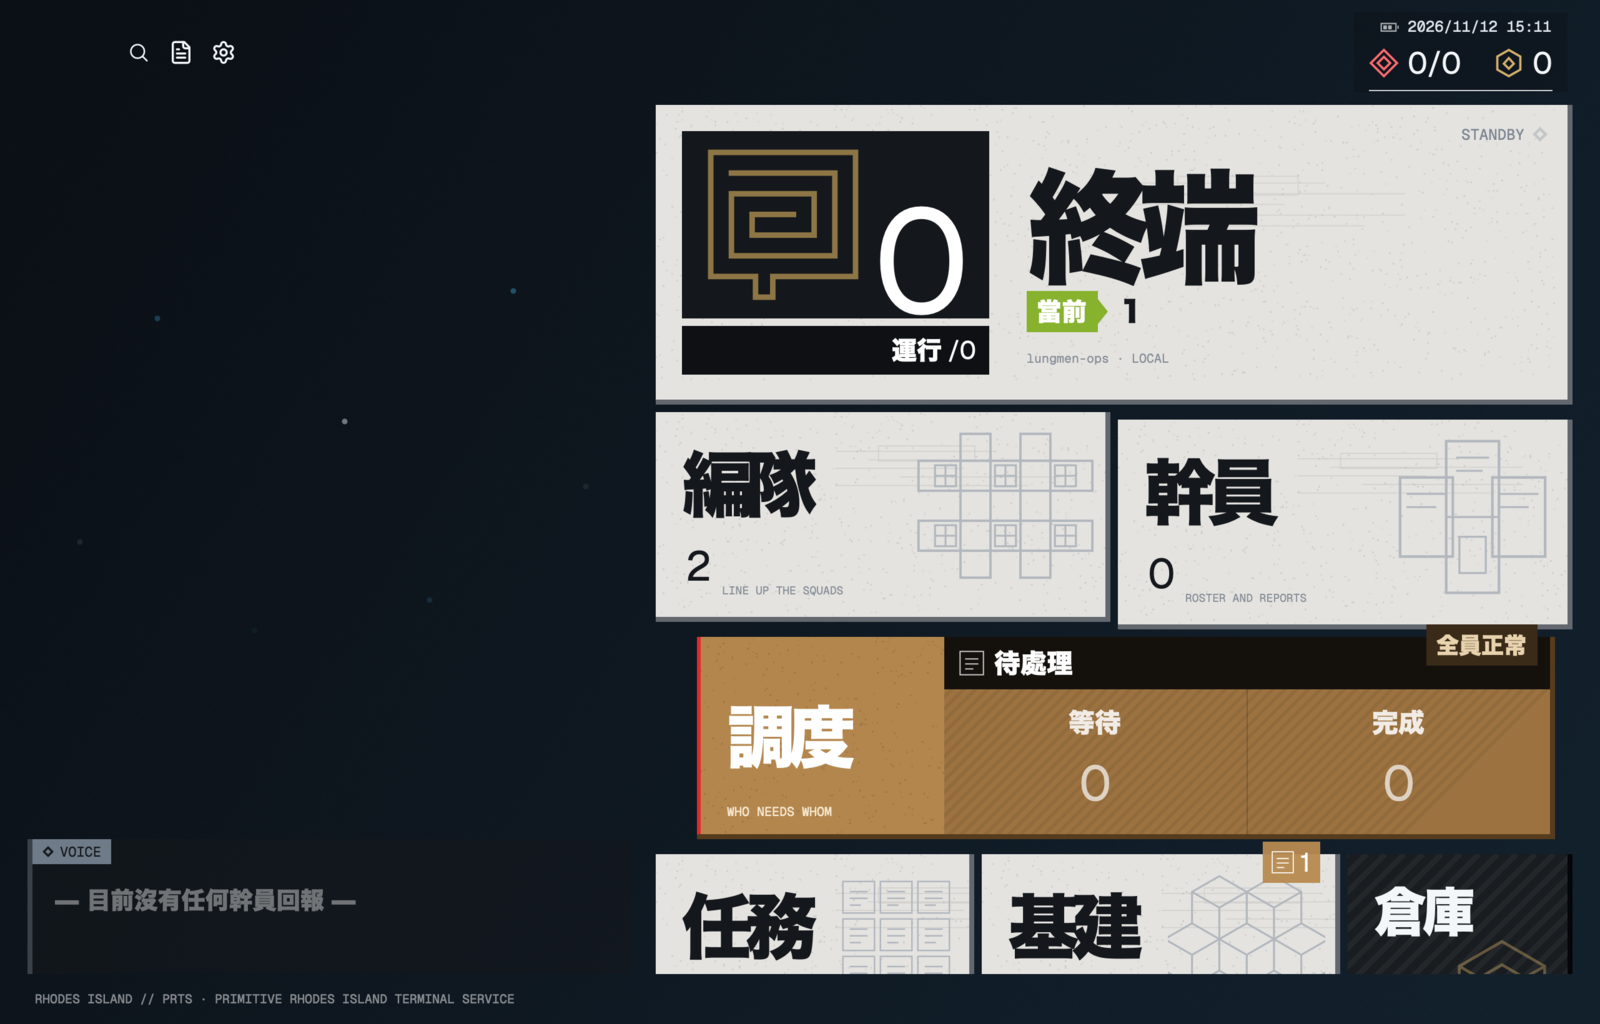 2026/11/12 15:11
0/0 0
STANDBY
0
運行 /0
終端
當前 1
lungmen-ops · LOCAL
編隊
2 LINE UP THE SQUADS
幹員
0 ROSTER AND REPORTS
調度
WHO NEEDS WHOM
待處理
全員正常
等待
0
完成
0
任務
基建
1
倉庫
VOICE
— 目前沒有任何幹員回報 —
RHODES ISLAND // PRTS · PRIMITIVE RHODES ISLAND TERMINAL SERVICE